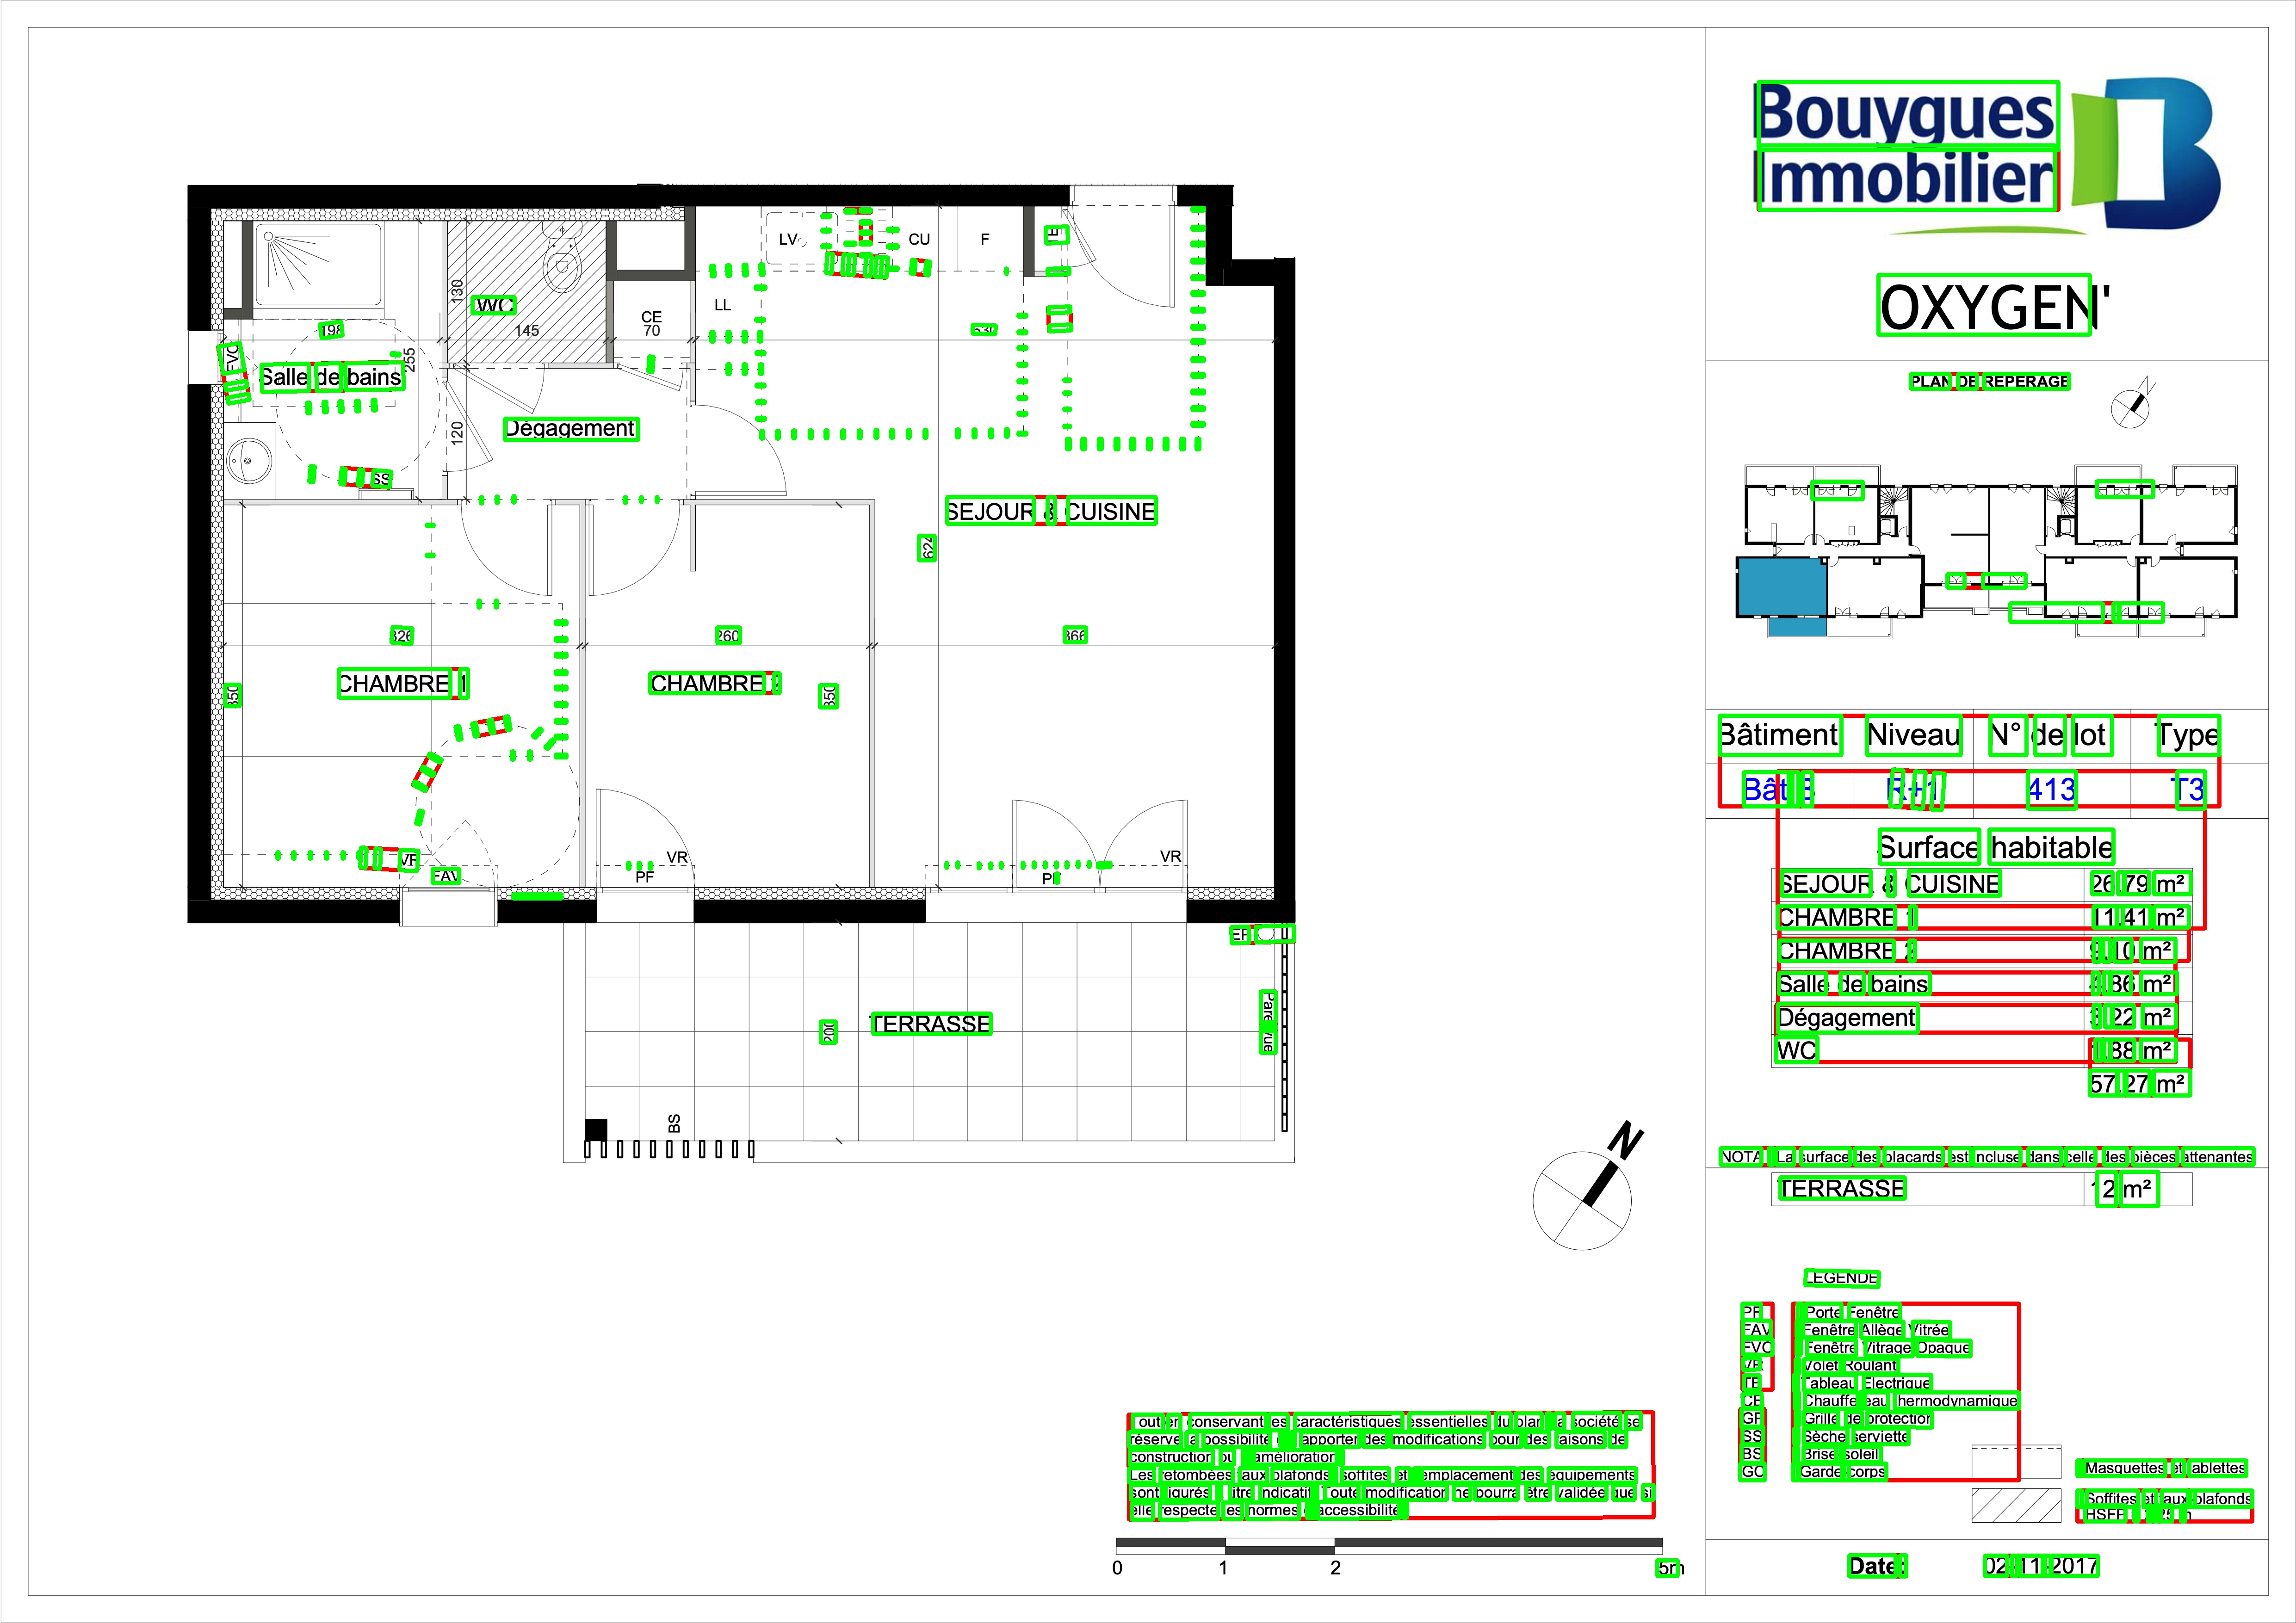 Bouygues
Immobilier
OXYGEN'
PLAN DE REPERAGE
N
Bâtiment Niveau N° de lot Type
Bât B R+1 413 T3
Surface habitable
SEJOUR & CUISINE 26.79 m²
CHAMBRE 1 11.41 m²
CHAMBRE 2 9.10 m²
Salle de bains 4.86 m²
Dégagement 3.22 m²
WC 1.88 m²
57.27 m²
NOTA : La surface des placards est incluse dans celle des pièces attenantes
TERRASSE 12 m²
LEGENDE
PF : Porte Fenêtre
FAV : Fenêtre Allège Vitrée
FVO : Fenêtre Vitrage Opaque
VR : Volet Roulant
TE : Tableau Electrique
CE : Chauffe eau thermodynamique
GP : Grille de protection
SS : Sèche serviette
BS : Brise soleil
GC : Garde corps
: Masquettes et tablettes
: Soffites et faux plafonds
Date: 02-11-2017
LV
CU
F
TE
LL
CE
70
WC
130
145
198
FVO
255
Salle de bains
Dégagement
120
SS
530
SEJOUR & CUISINE
624
326
260
366
CHAMBRE 1
CHAMBRE 2
350
350
VR
FAV
VR
PF
VR
PF
EP
Pare vue
TERRASSE
200
BS
N
Tout en conservant les caractéristiques essentielles du plan, la société se
réserve la possibilité d'apporter des modifications pour des raisons de
construction ou d'amélioration.
Les retombées, faux plafonds, soffites et emplacement des équipements
sont figurés à titre indicatif. Toute modification ne pourra être validée que si
elle respecte les normes d'accessibilité.
0 1 2 5m